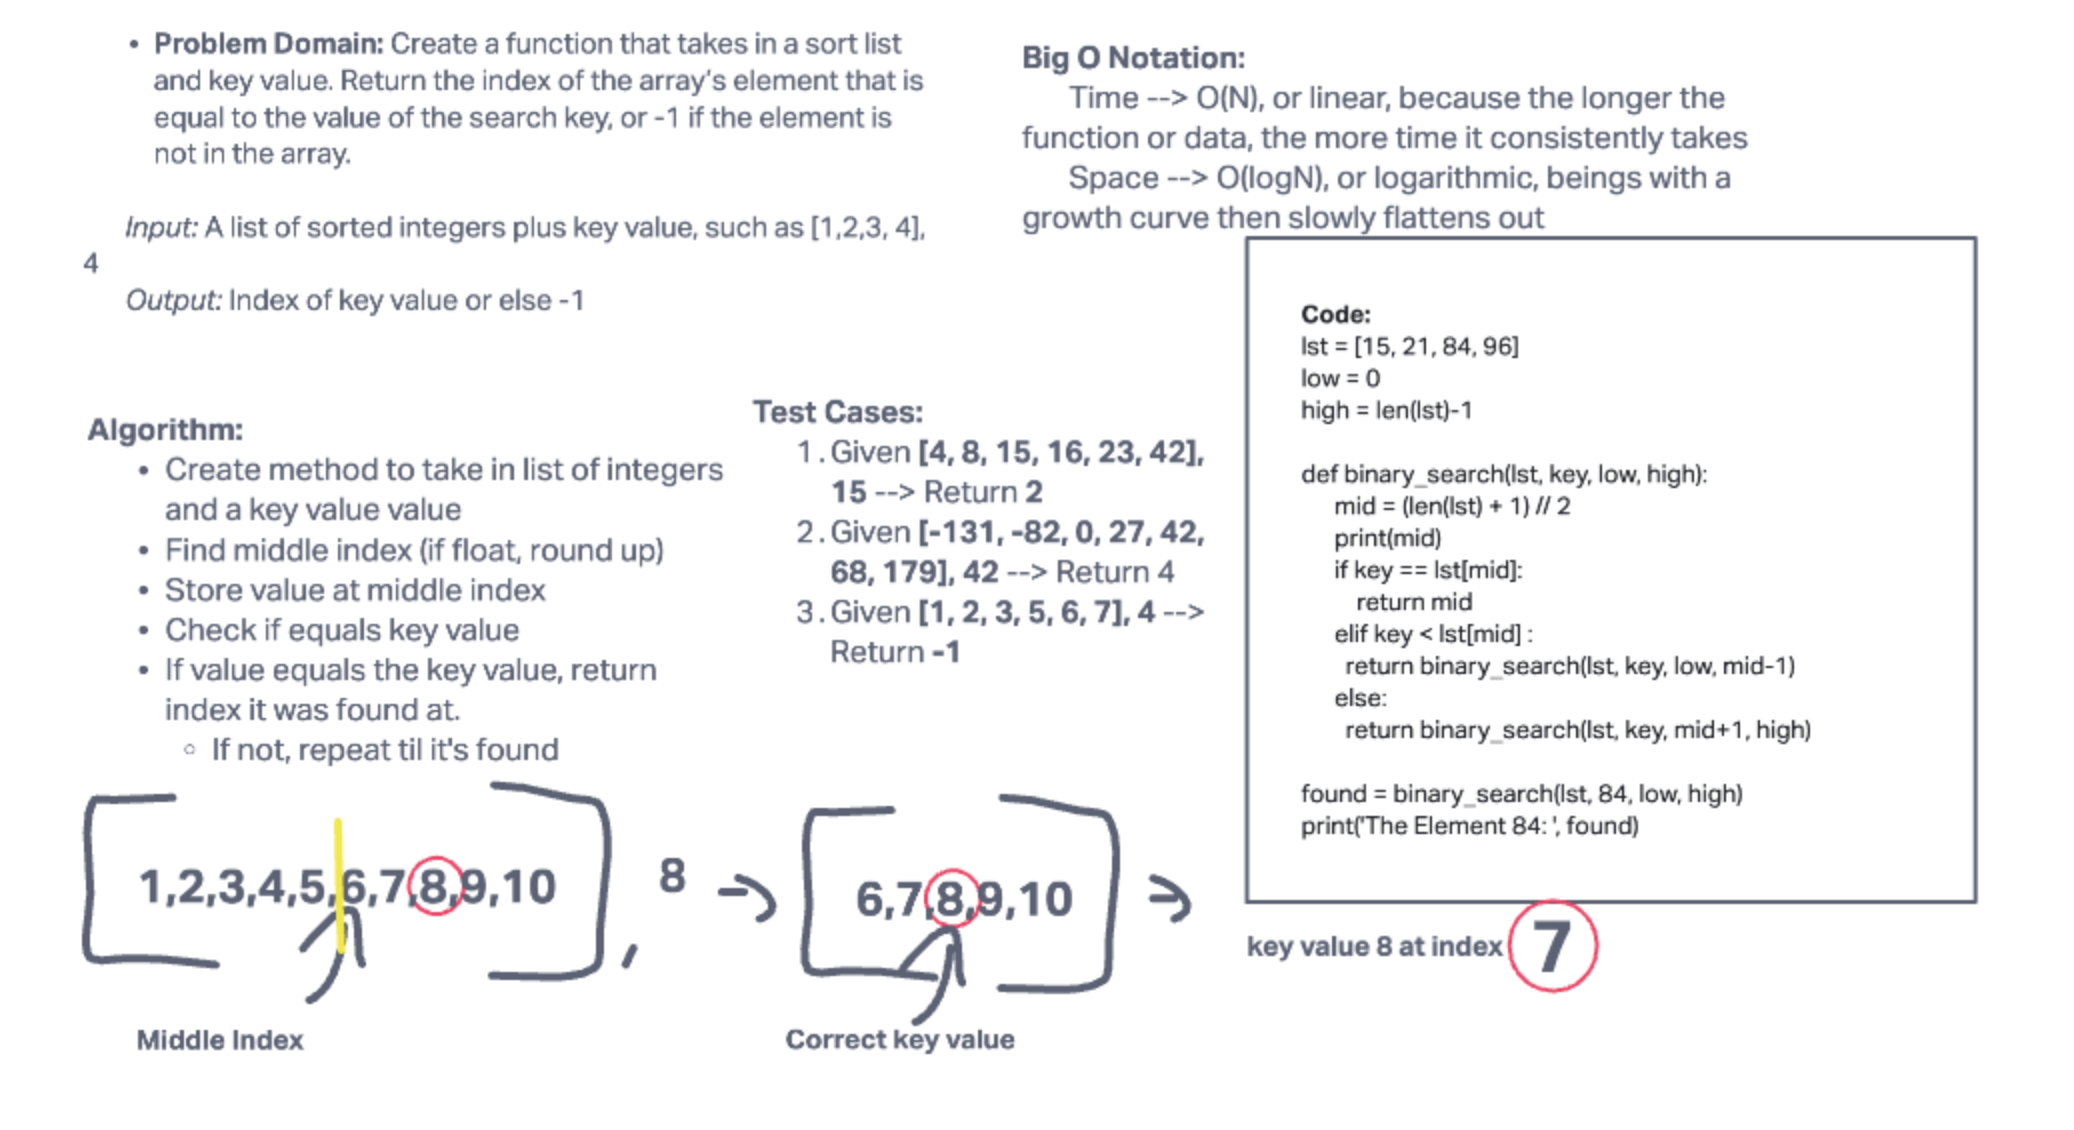 • Problem Domain: Create a function that takes in a sort list
and key value. Return the index of the array's element that is
equal to the value of the search key, or -1 if the element is
not in the array.
Input: A list of sorted integers plus key value, such as [1,2,3, 4],
4
Output: Index of key value or else -1
Big O Notation:
Time --> O(N), or linear, because the longer the
function or data, the more time it consistently takes
Space --> O(logN), or logarithmic, beings with a
growth curve then slowly flattens out
Algorithm:
• Create method to take in list of integers
and a key value value
• Find middle index (if float, round up)
• Store value at middle index
• Check if equals key value
• If value equals the key value, return
index it was found at.
◦ If not, repeat til it's found
Test Cases:
1. Given [4, 8, 15, 16, 23, 42],
15 --> Return 2
2. Given [-131, -82, 0, 27, 42,
68, 179], 42 --> Return 4
3. Given [1, 2, 3, 5, 6, 7], 4 -->
Return -1
Code:
lst = [15, 21, 84, 96]
low = 0
high = len(lst)-1
def binary_search(lst, key, low, high):
mid = (len(lst) + 1) // 2
print(mid)
if key == lst[mid]:
return mid
elif key < lst[mid] :
return binary_search(lst, key, low, mid-1)
else:
return binary_search(lst, key, mid+1, high)
found = binary_search(lst, 84, low, high)
print('The Element 84: ', found)
[1,2,3,4,5,6,7,8,9,10], 8 → [6,7,8,9,10] →
key value 8 at index 7
Middle Index
Correct key value